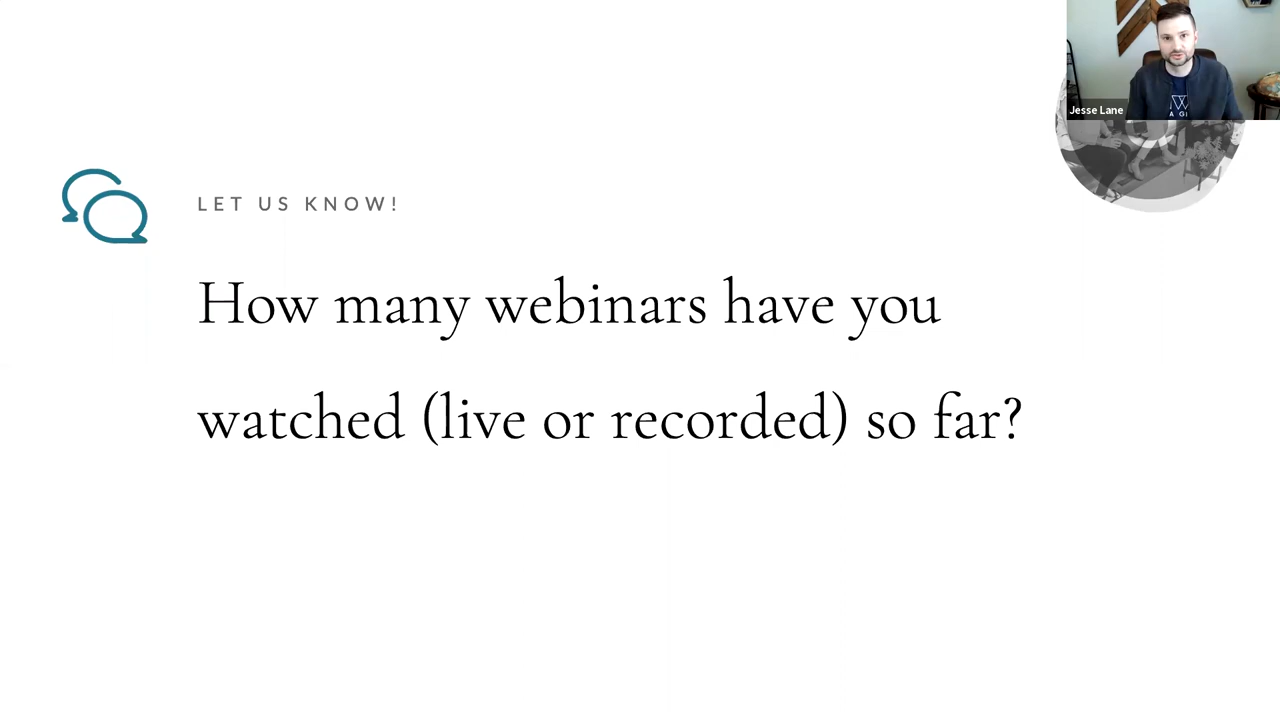 Jesse Lane
LET US KNOW!
How many webinars have you
watched (live or recorded) so far?